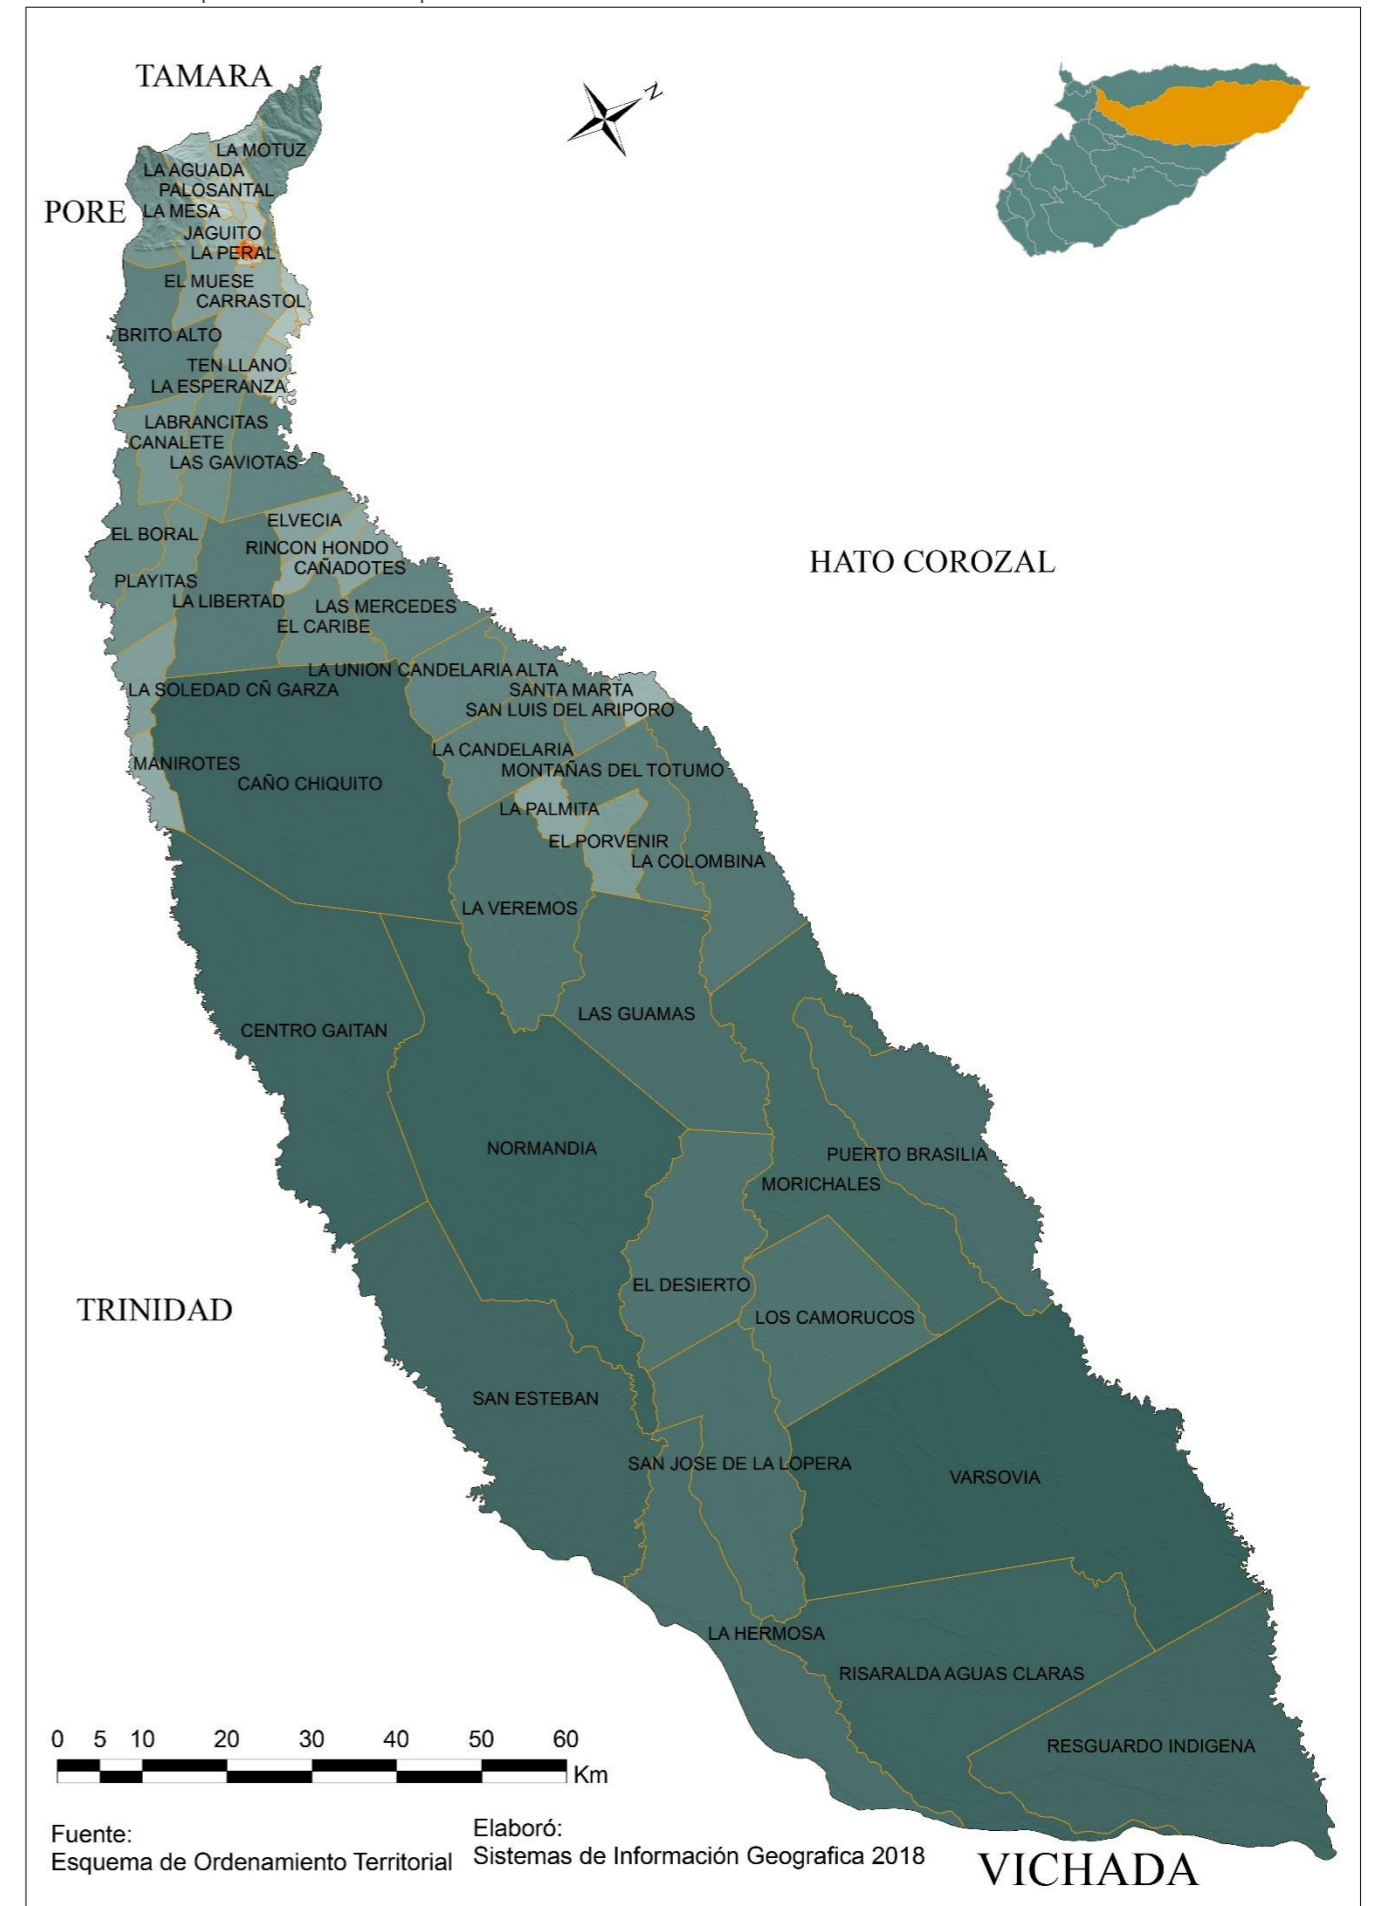 TAMARA
N
LA MOTUZ
LA AGUADA
PALOSANTAL
PORE
LA MESA
JAGUITO
LA PERAL
EL MUESE
CARRASTOL
BRITO ALTO
TEN LLANO
LA ESPERANZA
LABRANCITAS
CANALETE
LAS GAVIOTAS
ELVECIA
EL BORAL
RINCON HONDO
HATO COROZAL
CAÑADOTES
PLAYITAS
LA LIBERTAD
LAS MERCEDES
EL CARIBE
LA UNION CANDELARIA ALTA
LA SOLEDAD CÑ GARZA
SANTA MARTA
SAN LUIS DEL ARIPORO
LA CANDELARIA
MANIROTES
MONTAÑAS DEL TOTUMO
CAÑO CHIQUITO
LA PALMITA
EL PORVENIR
LA COLOMBINA
LA VEREMOS
LAS GUAMAS
CENTRO GAITAN
NORMANDIA
PUERTO BRASILIA
MORICHALES
EL DESIERTO
TRINIDAD
LOS CAMORUCOS
SAN ESTEBAN
SAN JOSE DE LA LOPERA
VARSOVIA
LA HERMOSA
RISARALDA AGUAS CLARAS
RESGUARDO INDIGENA
0 5 10 20 30 40 50 60
Km
Fuente:
Esquema de Ordenamiento Territorial
Elaboró:
Sistemas de Información Geografica 2018
VICHADA